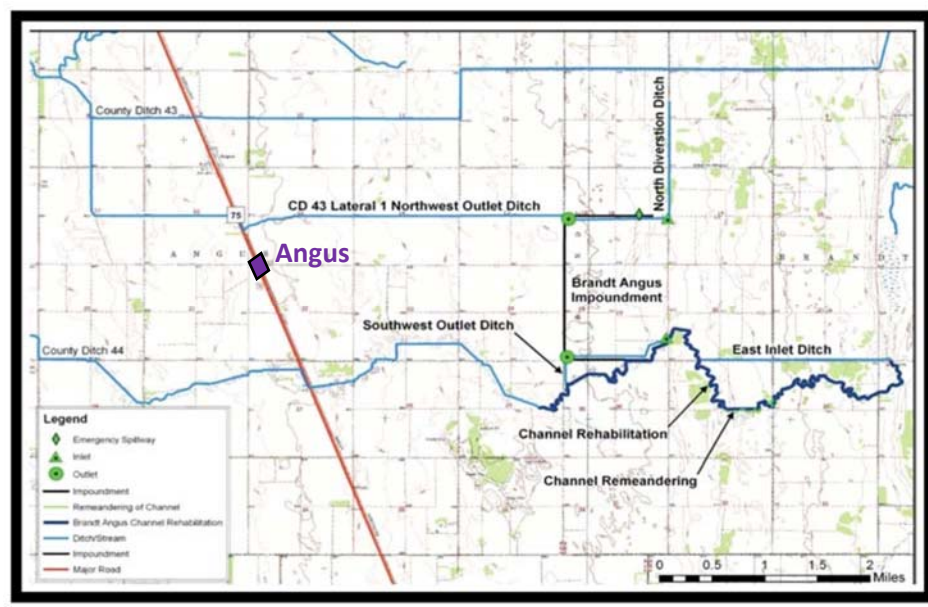 County Ditch 43
North Diverstion Ditch
CD 43 Lateral 1 Northwest Outlet Ditch
75
A N G U S
Angus
B R A N D T
Brandt Angus
Impoundment
Southwest Outlet Ditch
County Ditch 44
East Inlet Ditch
Channel Rehabilitation
Channel Remeandering
Legend
Emergency Spillway
Inlet
Outlet
Impoundment
Remeandering of Channel
Brandt Angus Channel Rehabilitation
Ditch/Stream
Impoundment
Major Road
0 0.5 1 1.5 2
Miles